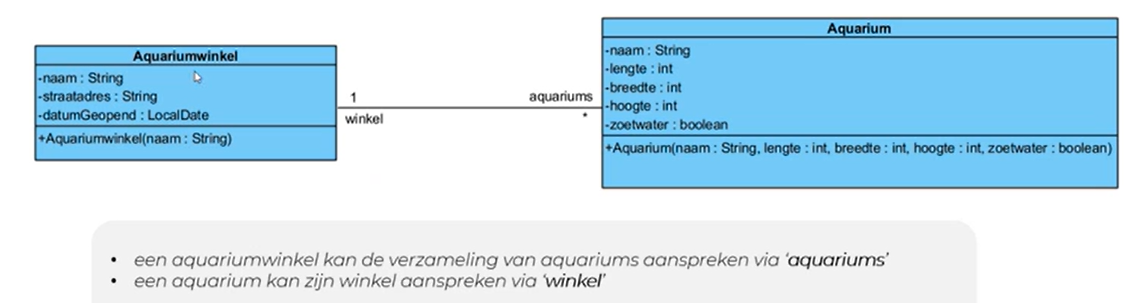 Aquariumwinkel
-naam : String
-straatadres : String
-datumGeopend : LocalDate
+Aquariumwinkel(naam : String)
1
winkel
aquariums
*
Aquarium
-naam : String
-lengte : int
-breedte : int
-hoogte : int
-zoetwater : boolean
+Aquarium(naam : String, lengte : int, breedte : int, hoogte : int, zoetwater : boolean)
• een aquariumwinkel kan de verzameling van aquariums aanspreken via ‘aquariums’
• een aquarium kan zijn winkel aanspreken via ‘winkel’